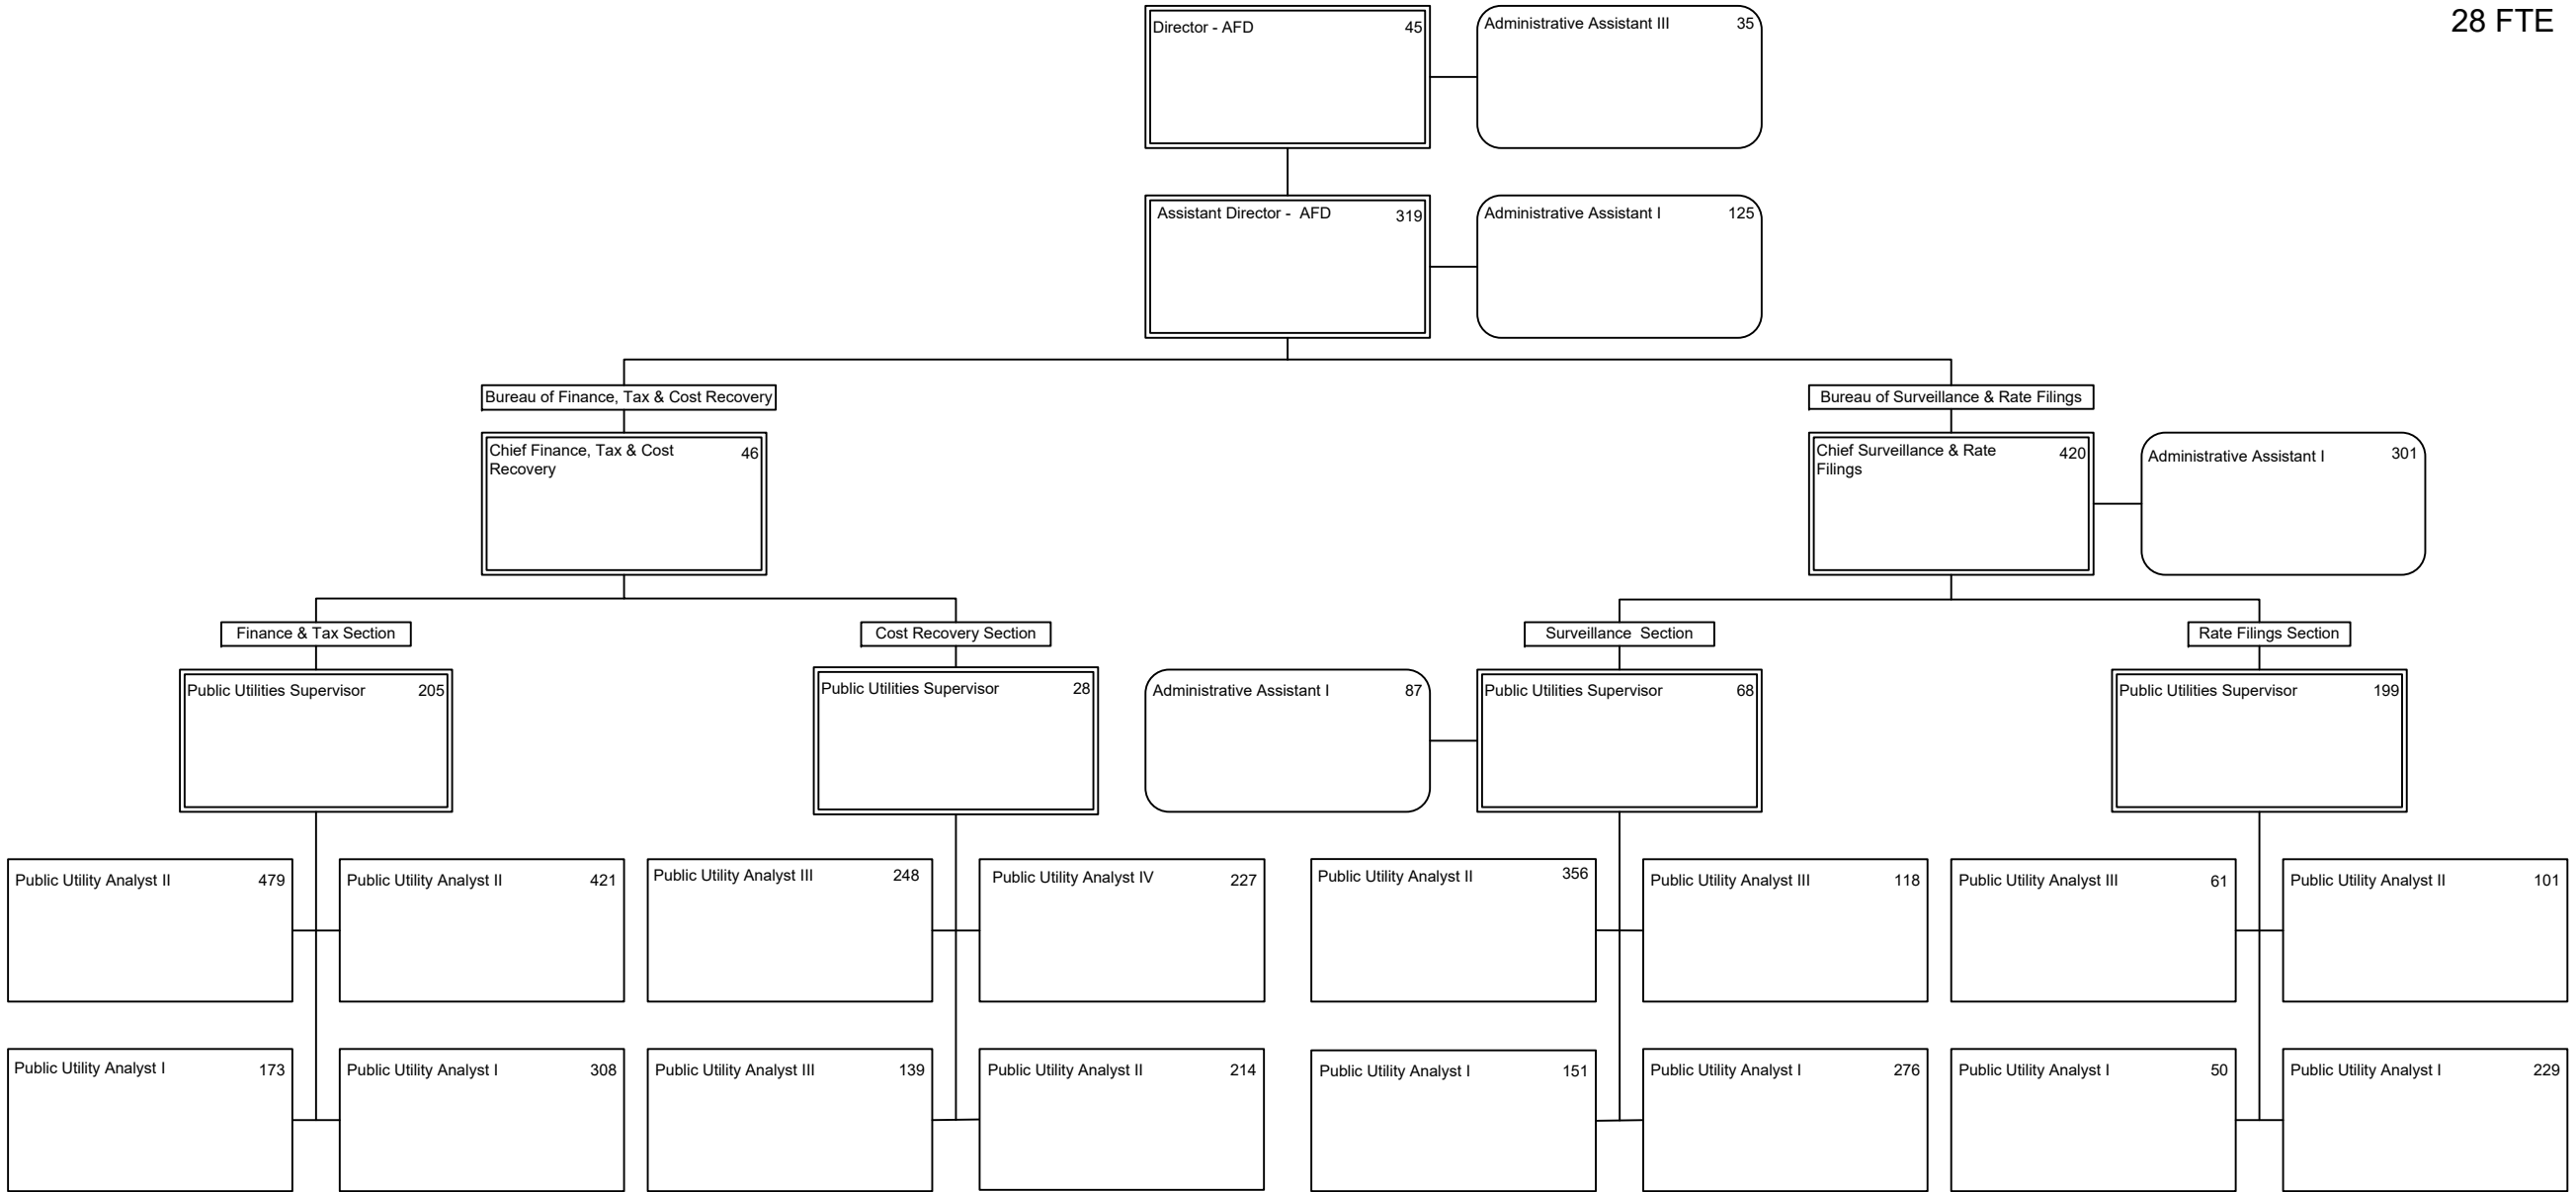 28 FTE
Director - AFD 45
Administrative Assistant III 35
Assistant Director - AFD 319
Administrative Assistant I 125
Bureau of Finance, Tax & Cost Recovery
Bureau of Surveillance & Rate Filings
Chief Finance, Tax & Cost 46
Recovery
Chief Surveillance & Rate 420
Filings
Administrative Assistant I 301
Finance & Tax Section
Cost Recovery Section
Surveillance Section
Rate Filings Section
Public Utilities Supervisor 205
Public Utilities Supervisor 28
Administrative Assistant I 87
Public Utilities Supervisor 68
Public Utilities Supervisor 199
Public Utility Analyst II 479
Public Utility Analyst II 421
Public Utility Analyst III 248
Public Utility Analyst IV 227
Public Utility Analyst II 356
Public Utility Analyst III 118
Public Utility Analyst III 61
Public Utility Analyst II 101
Public Utility Analyst I 173
Public Utility Analyst I 308
Public Utility Analyst III 139
Public Utility Analyst II 214
Public Utility Analyst I 151
Public Utility Analyst I 276
Public Utility Analyst I 50
Public Utility Analyst I 229